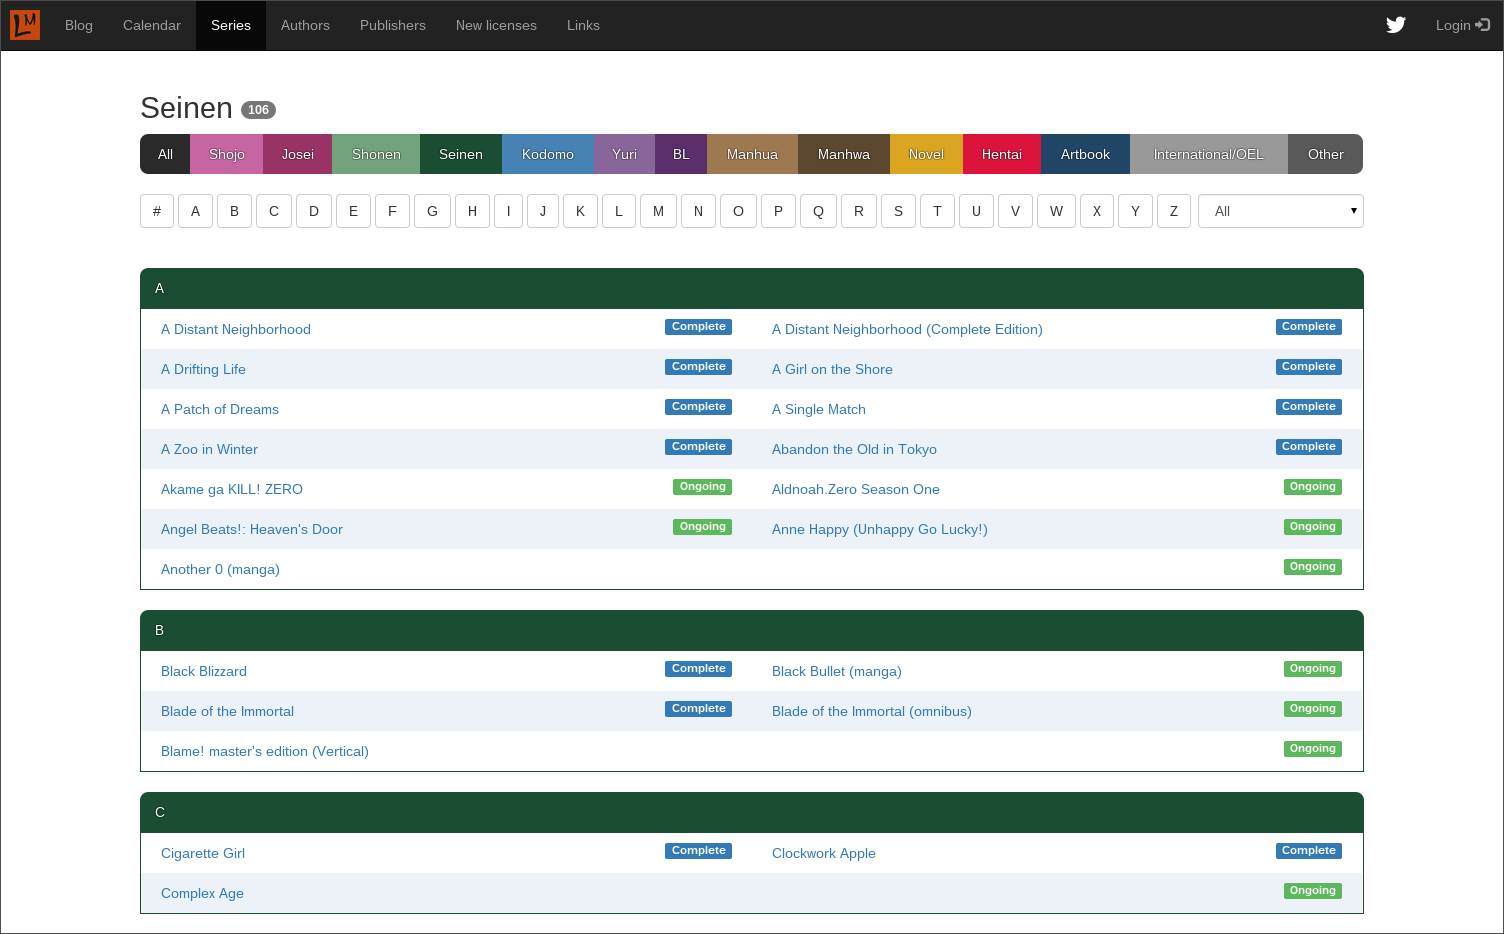 LM Blog Calendar Series Authors Publishers New licenses Links Login
Seinen 106
All Shojo Josei Shonen Seinen Kodomo Yuri BL Manhua Manhwa Novel Hentai Artbook International/OEL Other
# A B C D E F G H I J K L M N O P Q R S T U V W X Y Z All
A
A Distant Neighborhood Complete A Distant Neighborhood (Complete Edition) Complete
A Drifting Life Complete A Girl on the Shore Complete
A Patch of Dreams Complete A Single Match Complete
A Zoo in Winter Complete Abandon the Old in Tokyo Complete
Akame ga KILL! ZERO Ongoing Aldnoah.Zero Season One Ongoing
Angel Beats!: Heaven's Door Ongoing Anne Happy (Unhappy Go Lucky!) Ongoing
Another 0 (manga) Ongoing
B
Black Blizzard Complete Black Bullet (manga) Ongoing
Blade of the Immortal Complete Blade of the Immortal (omnibus) Ongoing
Blame! master's edition (Vertical) Ongoing
C
Cigarette Girl Complete Clockwork Apple Complete
Complex Age Ongoing